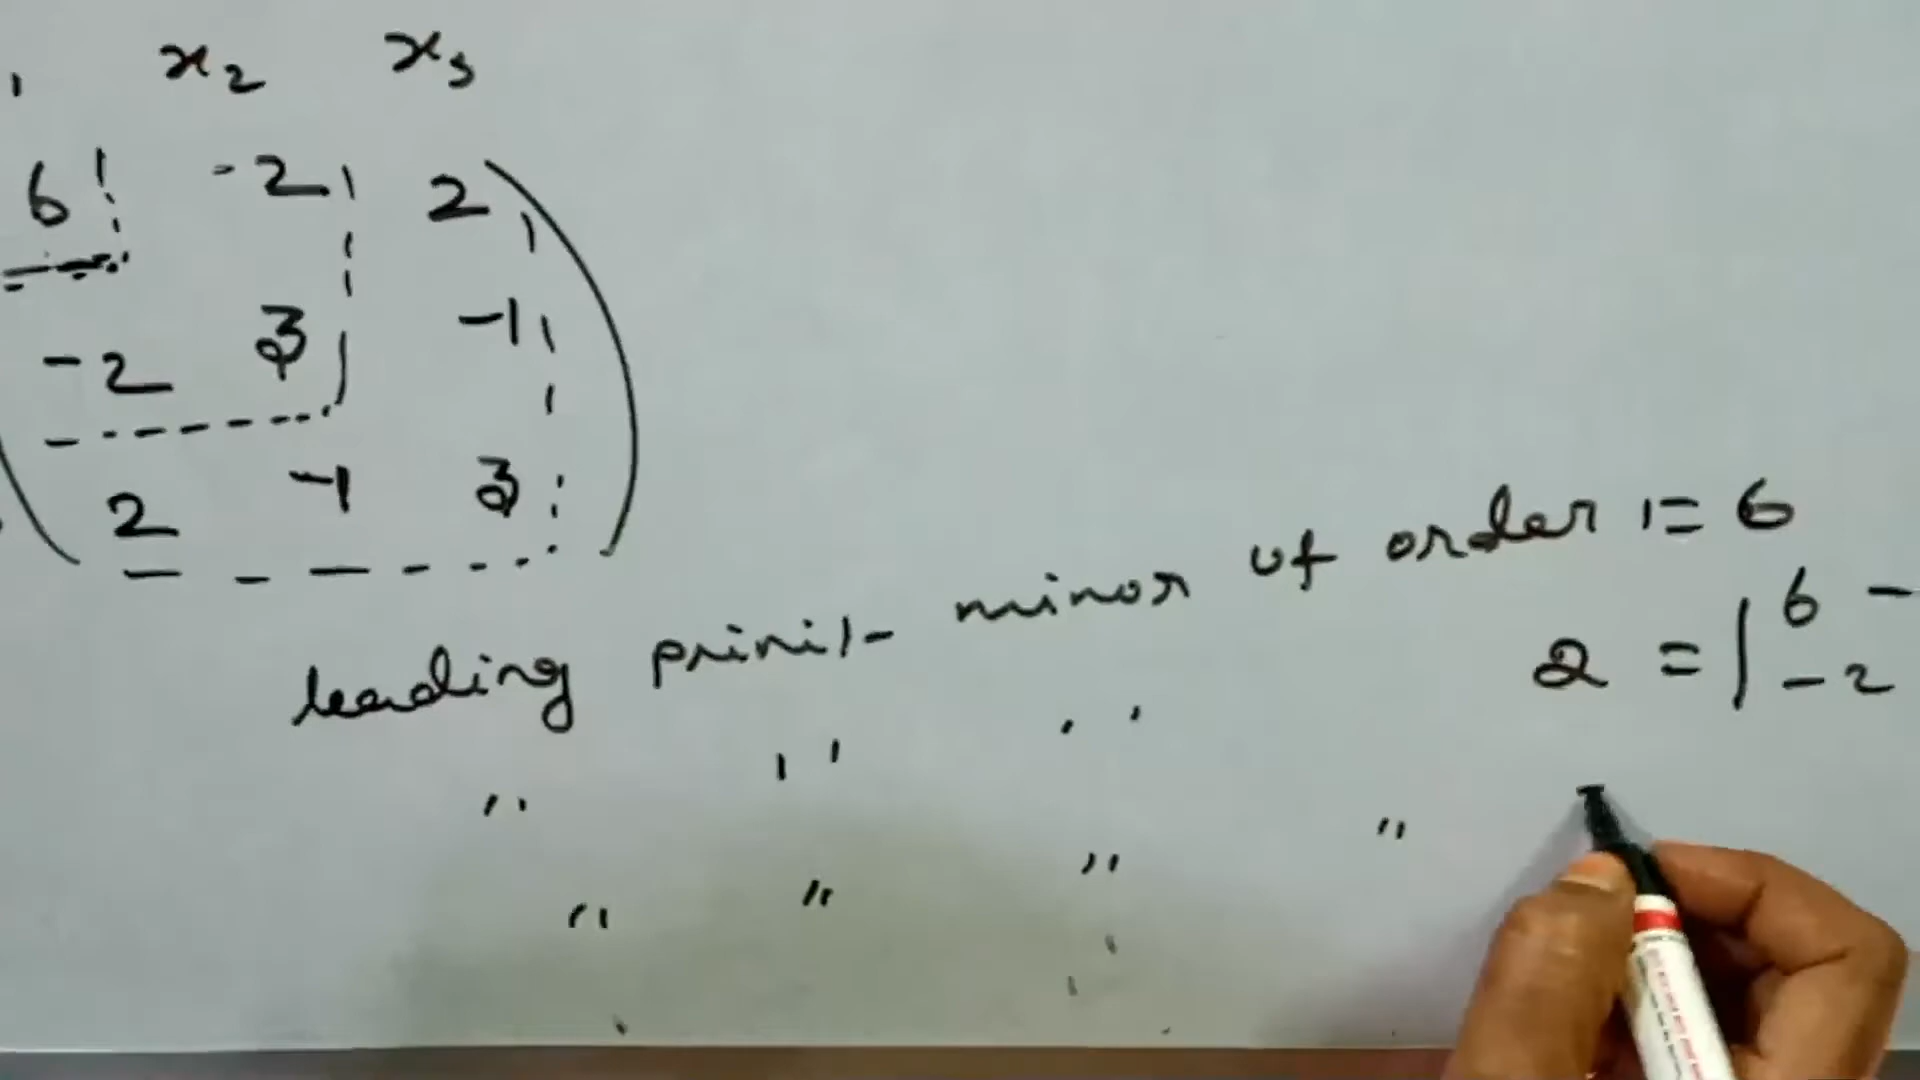 x2 x3
6 -2 2
-2 3 -1
2 -1 3
leading minor of order 1 = 6
" " " 2 = | 6 -
-2
" " " "